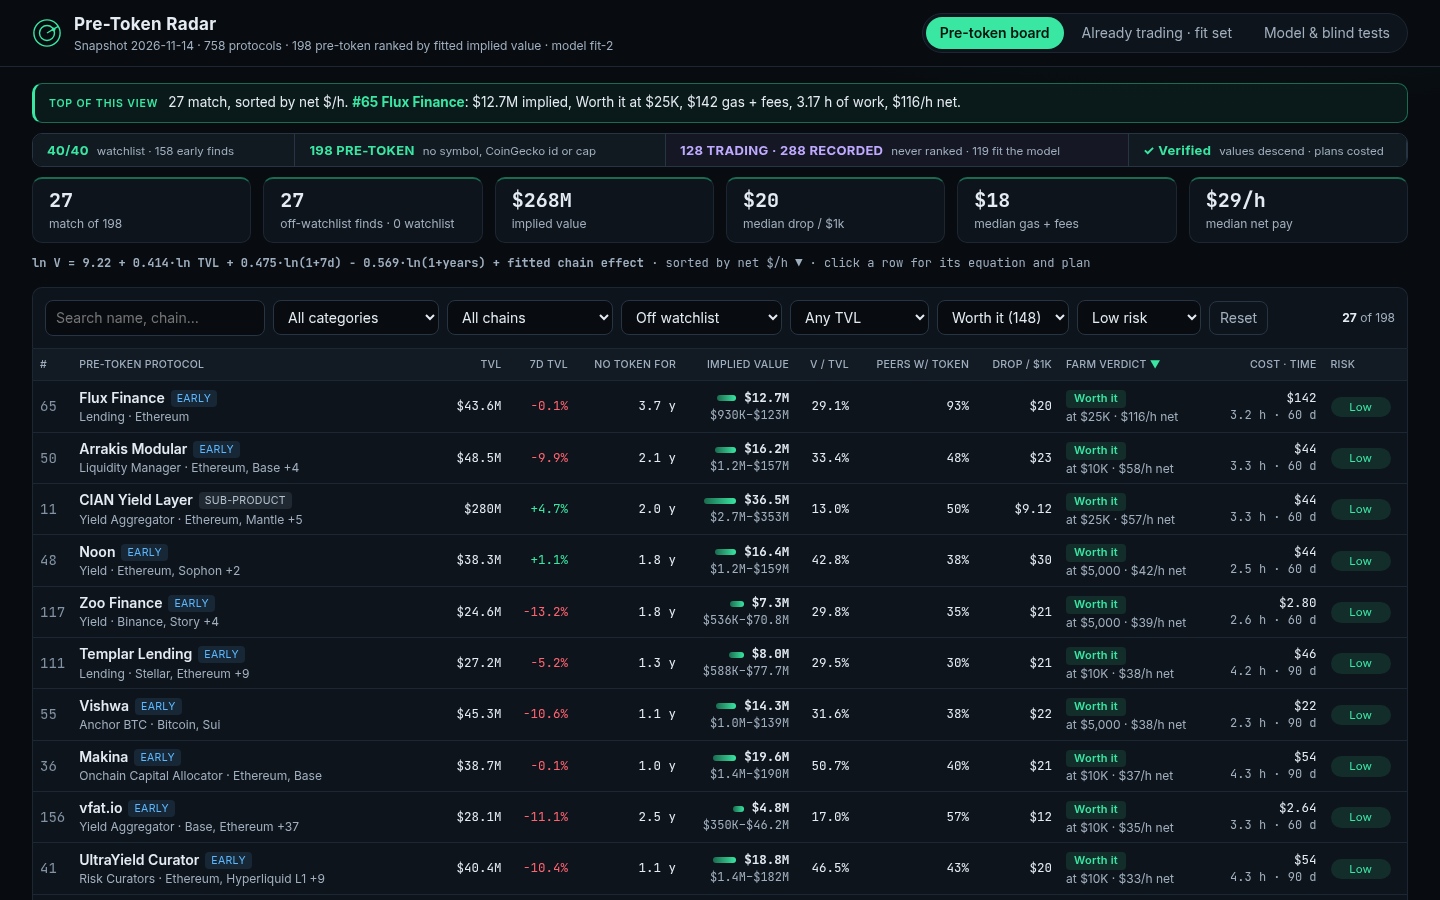 Pre-Token Radar
Snapshot 2026-11-14 · 758 protocols · 198 pre-token ranked by fitted implied value · model fit-2
Pre-token board Already trading · fit set Model & blind tests
TOP OF THIS VIEW 27 match, sorted by net $/h. #65 Flux Finance: $12.7M implied, Worth it at $25K, $142 gas + fees, 3.17 h of work, $116/h net.
40/40 watchlist · 158 early finds 198 PRE-TOKEN no symbol, CoinGecko id or cap 128 TRADING · 288 RECORDED never ranked · 119 fit the model ✓ Verified values descend · plans costed
27 27 $268M $20 $18 $29/h
match of 198 off-watchlist finds · 0 watchlist implied value median drop / $1k median gas + fees median net pay
ln V = 9.22 + 0.414·ln TVL + 0.475·ln(1+7d) - 0.569·ln(1+years) + fitted chain effect · sorted by net $/h ▼ · click a row for its equation and plan
Search name, chain... All categories All chains Off watchlist Any TVL Worth it (148) Low risk Reset 27 of 198
# PRE-TOKEN PROTOCOL TVL 7D TVL NO TOKEN FOR IMPLIED VALUE V / TVL PEERS W/ TOKEN DROP / $1K FARM VERDICT ▼ COST · TIME RISK
65 Flux Finance EARLY $43.6M -0.1% 3.7 y $12.7M 29.1% 93% $20 Worth it $142 Low
Lending · Ethereum $930K–$123M at $25K · $116/h net 3.2 h · 60 d
50 Arrakis Modular EARLY $48.5M -9.9% 2.1 y $16.2M 33.4% 48% $23 Worth it $44 Low
Liquidity Manager · Ethereum, Base +4 $1.2M–$157M at $10K · $58/h net 3.3 h · 60 d
11 CIAN Yield Layer SUB-PRODUCT $280M +4.7% 2.0 y $36.5M 13.0% 50% $9.12 Worth it $44 Low
Yield Aggregator · Ethereum, Mantle +5 $2.7M–$353M at $25K · $57/h net 3.3 h · 60 d
48 Noon EARLY $38.3M +1.1% 1.8 y $16.4M 42.8% 38% $30 Worth it $44 Low
Yield · Ethereum, Sophon +2 $1.2M–$159M at $5,000 · $42/h net 2.5 h · 60 d
117 Zoo Finance EARLY $24.6M -13.2% 1.8 y $7.3M 29.8% 35% $21 Worth it $2.80 Low
Yield · Binance, Story +4 $536K–$70.8M at $5,000 · $39/h net 2.6 h · 60 d
111 Templar Lending EARLY $27.2M -5.2% 1.3 y $8.0M 29.5% 30% $21 Worth it $46 Low
Lending · Stellar, Ethereum +9 $588K–$77.7M at $10K · $38/h net 4.2 h · 90 d
55 Vishwa EARLY $45.3M -10.6% 1.1 y $14.3M 31.6% 38% $22 Worth it $22 Low
Anchor BTC · Bitcoin, Sui $1.0M–$139M at $5,000 · $38/h net 2.3 h · 90 d
36 Makina EARLY $38.7M -0.1% 1.0 y $19.6M 50.7% 40% $21 Worth it $54 Low
Onchain Capital Allocator · Ethereum, Base $1.4M–$190M at $10K · $37/h net 4.3 h · 90 d
156 vfat.io EARLY $28.1M -11.1% 2.5 y $4.8M 17.0% 57% $12 Worth it $2.64 Low
Yield Aggregator · Base, Ethereum +37 $350K–$46.2M at $10K · $35/h net 3.3 h · 60 d
41 UltraYield Curator EARLY $40.4M -10.4% 1.1 y $18.8M 46.5% 43% $20 Worth it $54 Low
Risk Curators · Ethereum, Hyperliquid L1 +9 $1.4M–$182M at $10K · $33/h net 4.3 h · 90 d